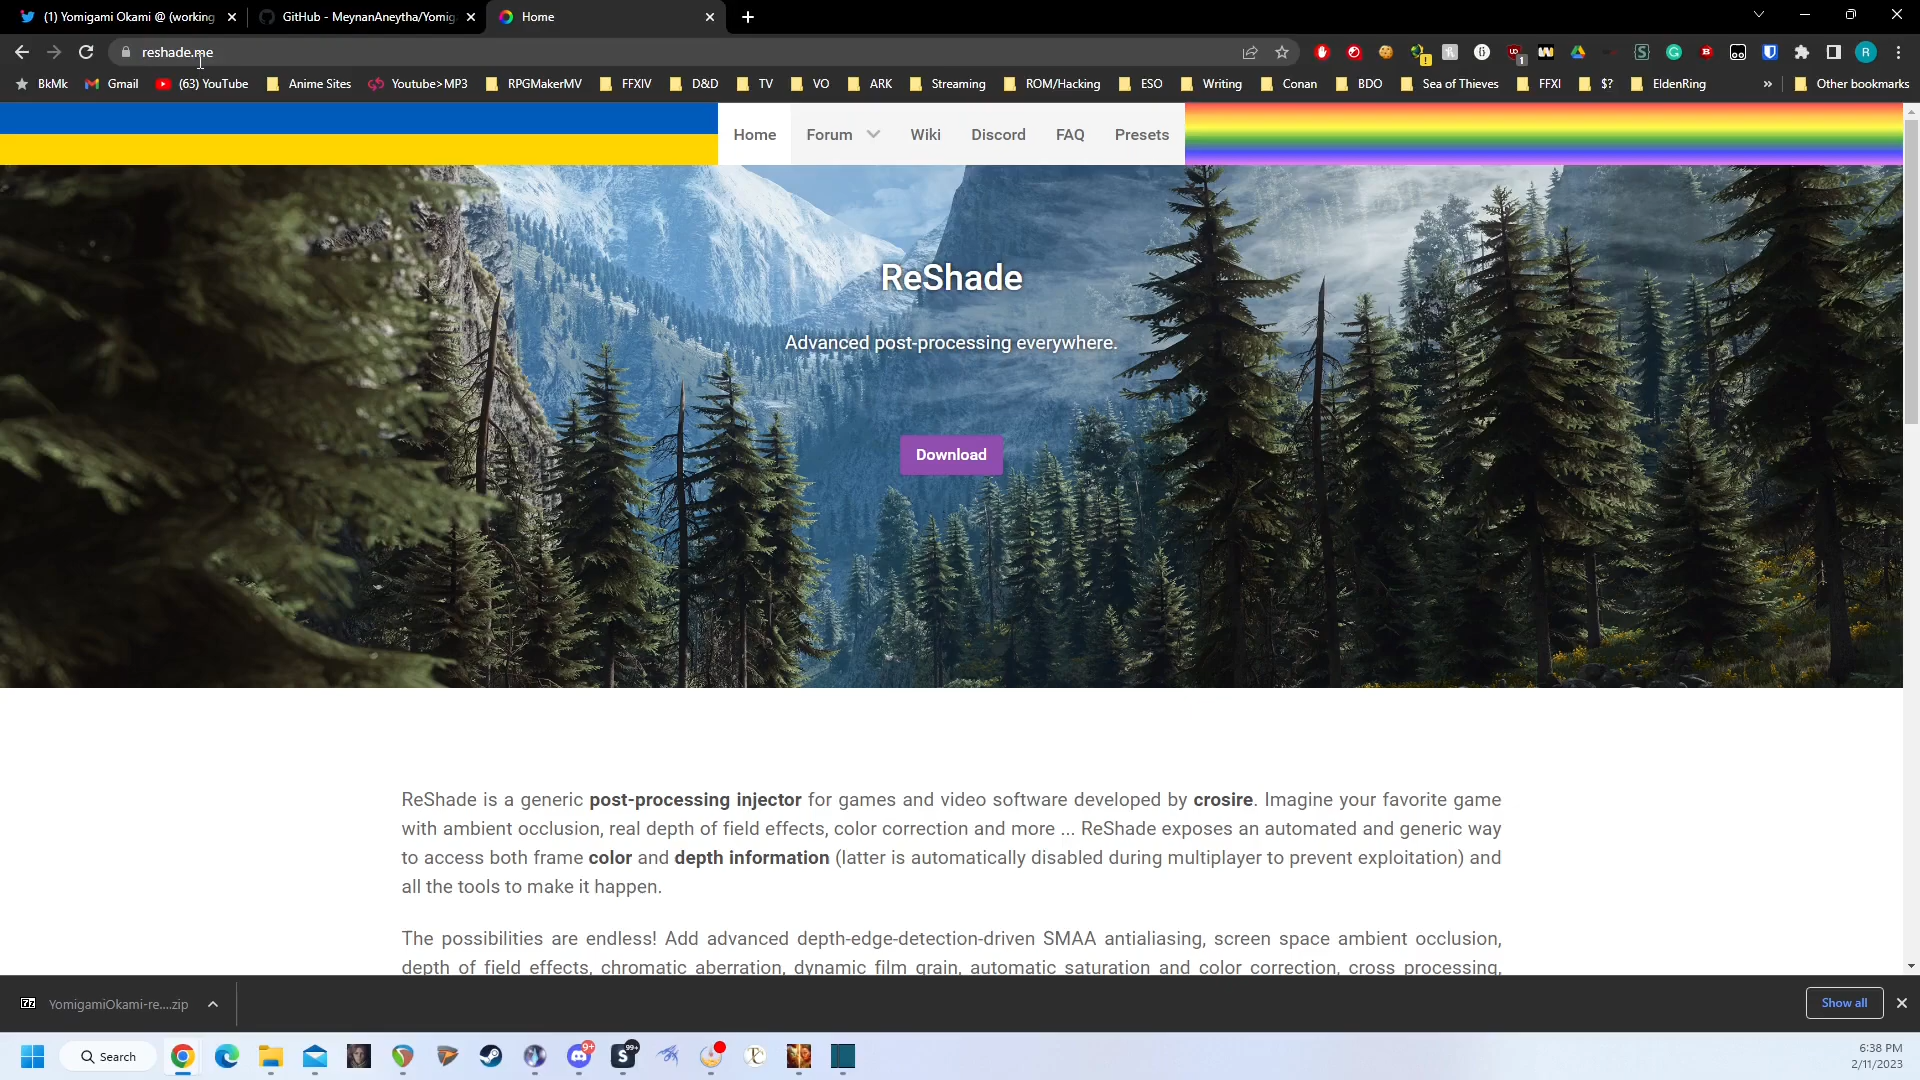 (1) Yomigami Okami @ (working
GitHub - MeynanAneytha/Yomig
Home
reshade.me
BkMk
Gmail
(63) YouTube
Anime Sites
Youtube>MP3
RPGMakerMV
FFXIV
D&D
TV
VO
ARK
Streaming
ROM/Hacking
ESO
Writing
Conan
BDO
Sea of Thieves
FFXI
$?
EldenRing
»
Other bookmarks
Home
Forum
Wiki
Discord
FAQ
Presets
ReShade
Advanced post-processing everywhere.
Download
ReShade is a generic post-processing injector for games and video software developed by crosire. Imagine your favorite game
with ambient occlusion, real depth of field effects, color correction and more ... ReShade exposes an automated and generic way
to access both frame color and depth information (latter is automatically disabled during multiplayer to prevent exploitation) and
all the tools to make it happen.
The possibilities are endless! Add advanced depth-edge-detection-driven SMAA antialiasing, screen space ambient occlusion,
depth of field effects, chromatic aberration, dynamic film grain, automatic saturation and color correction, cross processing,
YomigamiOkami-re....zip
Show all
Search
9+
99+
6:38 PM
2/11/2023